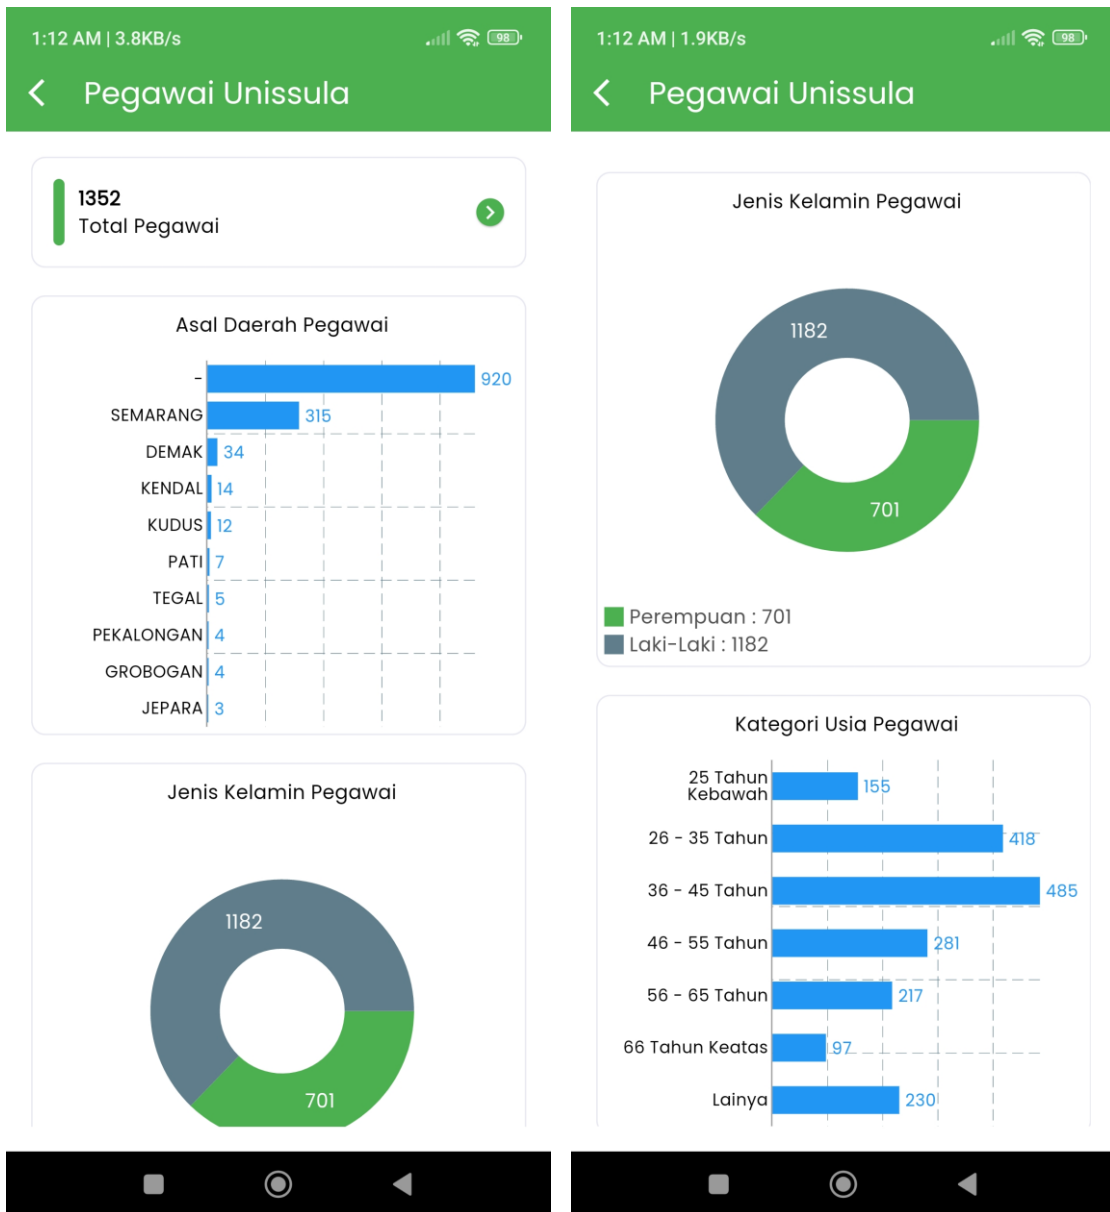 1:12 AM | 3.8KB/s
98
Pegawai Unissula
1352
Total Pegawai
Asal Daerah Pegawai
- 920
SEMARANG 315
DEMAK 34
KENDAL 14
KUDUS 12
PATI 7
TEGAL 5
PEKALONGAN 4
GROBOGAN 4
JEPARA 3
Jenis Kelamin Pegawai
1182
701
1:12 AM | 1.9KB/s
98
Pegawai Unissula
Jenis Kelamin Pegawai
1182
701
Perempuan : 701
Laki-Laki : 1182
Kategori Usia Pegawai
25 Tahun
Kebawah 155
26 - 35 Tahun 418
36 - 45 Tahun 485
46 - 55 Tahun 281
56 - 65 Tahun 217
66 Tahun Keatas 97
Lainya 230